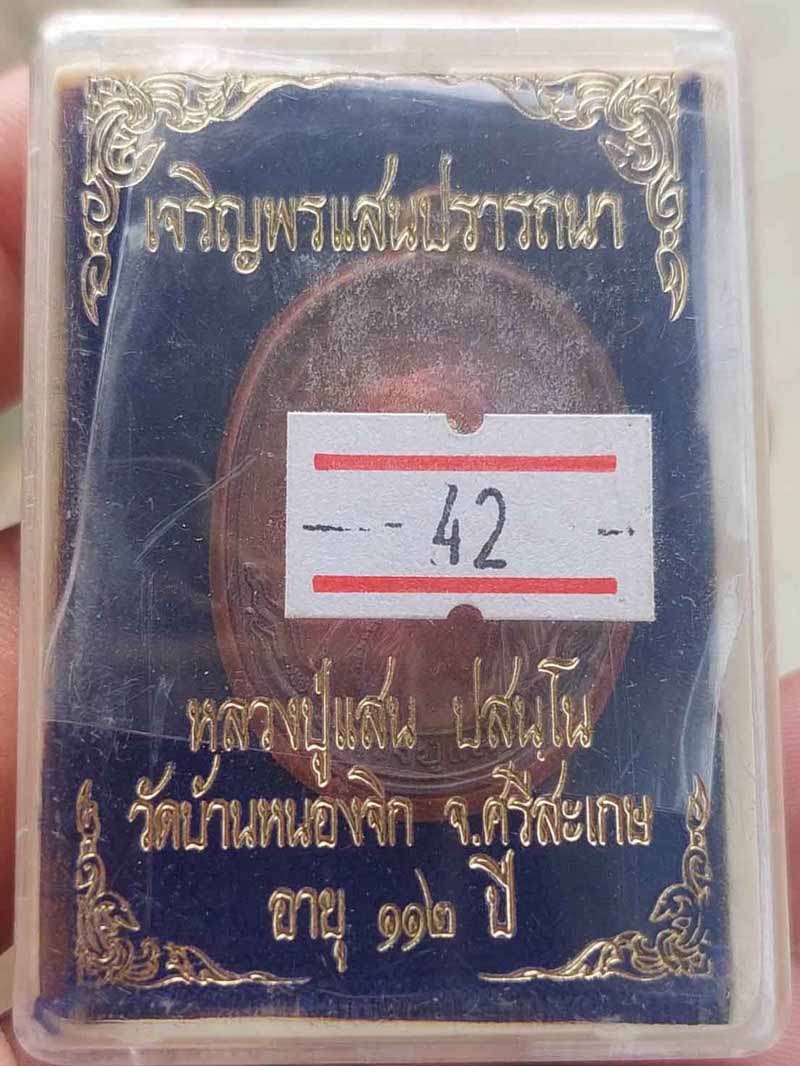 เจริญพรแสนปรารถนา
42
หลวงปู่แสน ปสนฺโน
วัดบ้านหนองจิก จ.ศรีสะเกษ
อายุ ๑๑๒ ปี